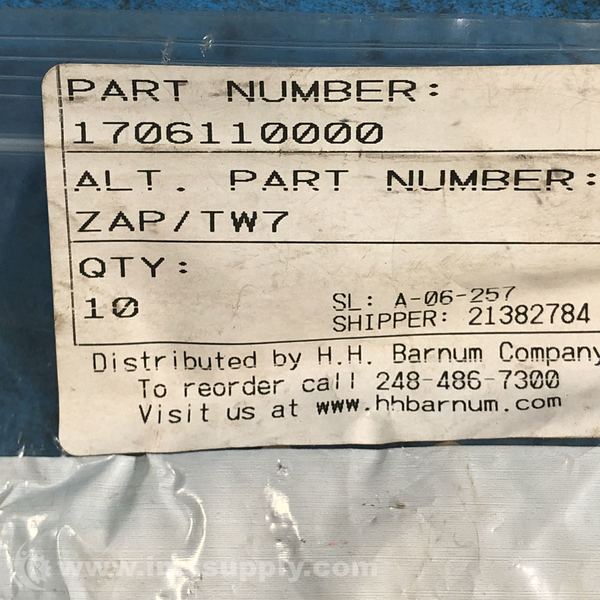 PART NUMBER:
1706110000
ALT. PART NUMBER:
ZAP/TW7
QTY:
10
SL: A-06-257
SHIPPER: 21382784
Distributed by H.H. Barnum Company
To reorder call 248-486-7300
Visit us at www.hhbarnum.com